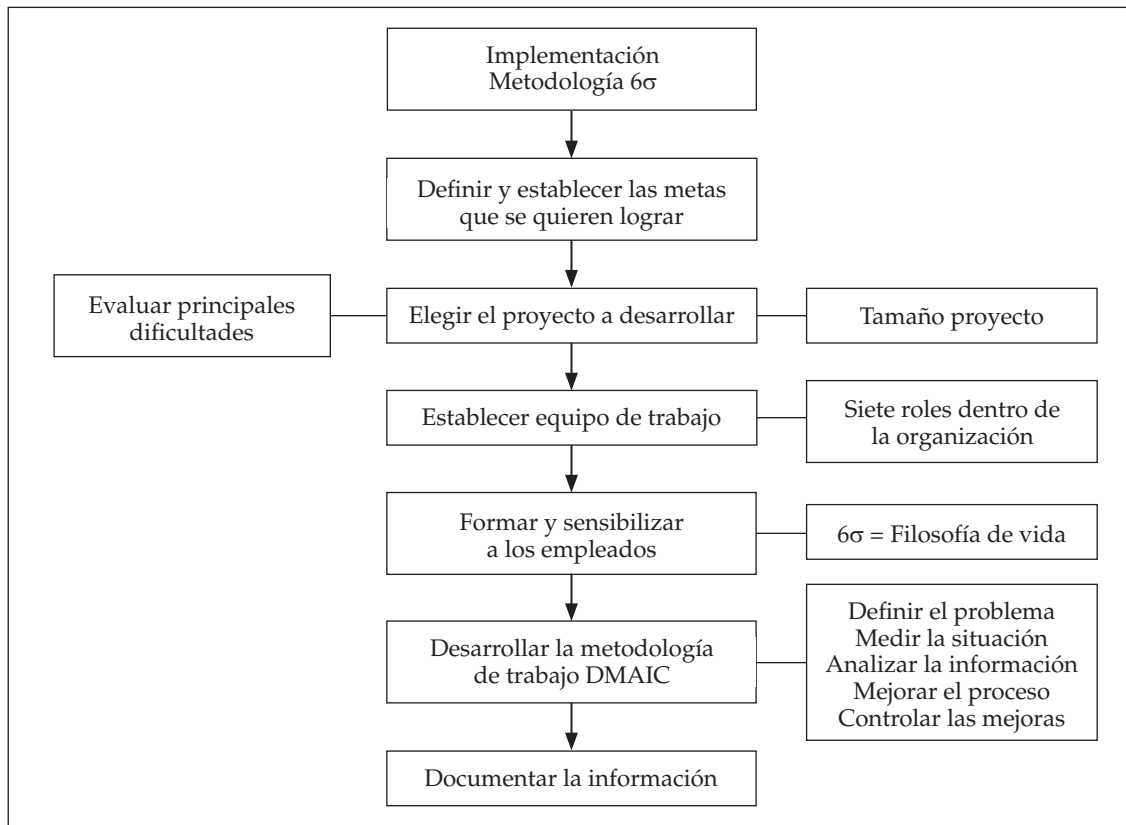 Implementación
Metodología 6σ
Definir y establecer las metas
que se quieren lograr
Evaluar principales
dificultades
Elegir el proyecto a desarrollar
Tamaño proyecto
Establecer equipo de trabajo
Siete roles dentro de
la organización
Formar y sensibilizar
a los empleados
6σ = Filosofía de vida
Desarrollar la metodología
de trabajo DMAIC
Definir el problema
Medir la situación
Analizar la información
Mejorar el proceso
Controlar las mejoras
Documentar la información